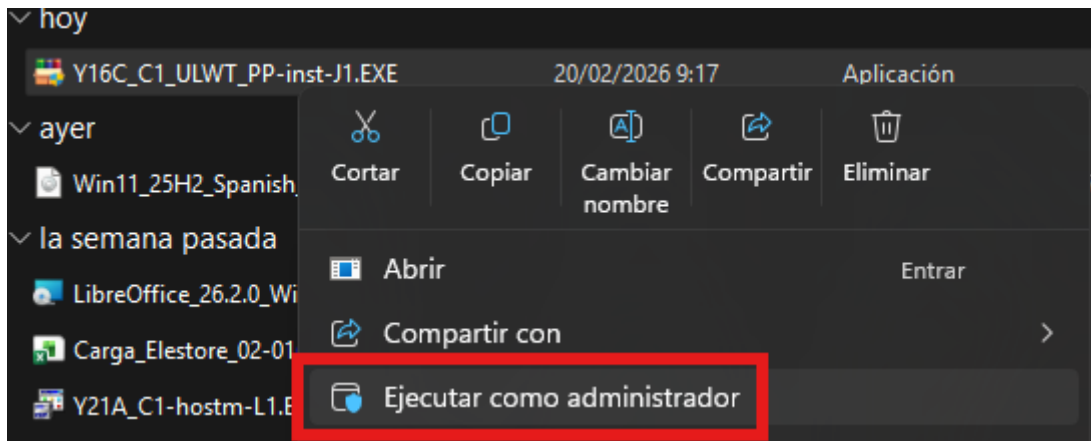 hoy
Y16C_C1_ULWT_PP-inst-J1.EXE 20/02/2026 9:17 Aplicación
ayer
Cortar Copiar Cambiar nombre Compartir Eliminar
Win11_25H2_Spanish_
la semana pasada
Abrir Entrar
LibreOffice_26.2.0_Wi
Compartir con
Carga_Elestore_02-01
Ejecutar como administrador
Y21A_C1-hostm-L1.E